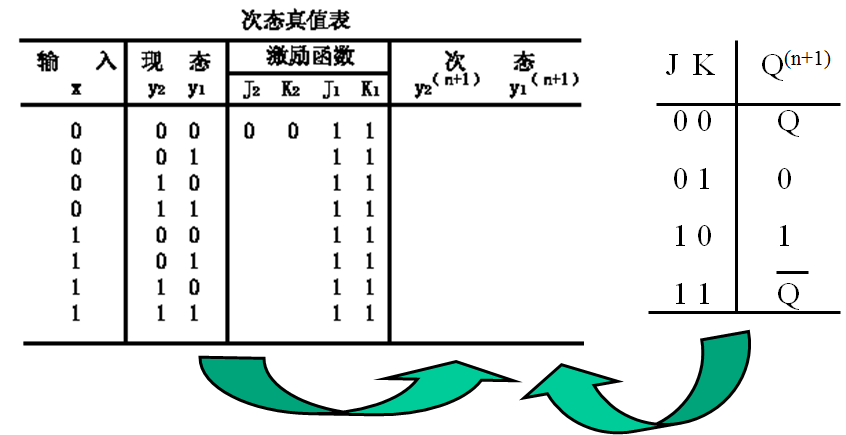 次态真值表
输 入 现 态 激励函数 次 态
x y₂ y₁ J₂ K₂ J₁ K₁ y₂⁽ⁿ⁺¹⁾ y₁⁽ⁿ⁺¹⁾
0 0 0 0 0 1 1
0 0 1 1 1
0 1 0 1 1
0 1 1 1 1
1 0 0 1 1
1 0 1 1 1
1 1 0 1 1
1 1 1 1 1
J K Q⁽ⁿ⁺¹⁾
0 0 Q
0 1 0
1 0 1
1 1 Q̅